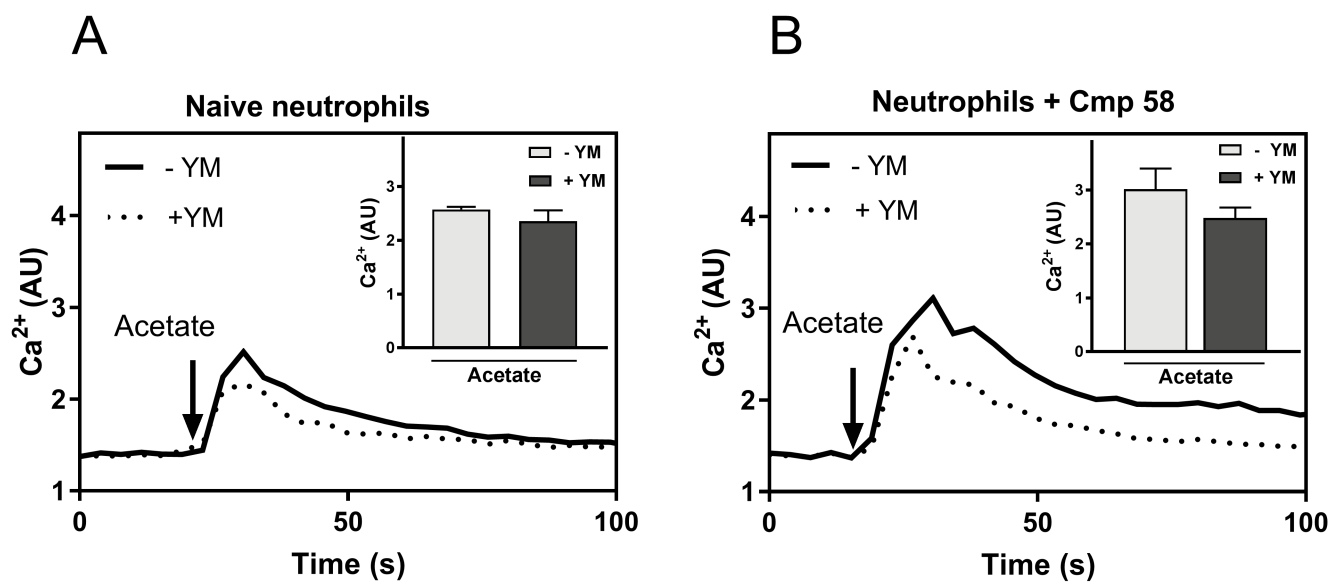 A
Naive neutrophils
- YM
+YM
Acetate
Ca²⁺ (AU)
4
3
2
1
0
50
100
Time (s)
- YM
+ YM
Ca²⁺ (AU)
3
2
1
0
Acetate
B
Neutrophils + Cmp 58
- YM
+ YM
Acetate
Ca²⁺ (AU)
4
3
2
1
0
50
100
Time (s)
- YM
+ YM
Ca²⁺ (AU)
3
2
1
0
Acetate